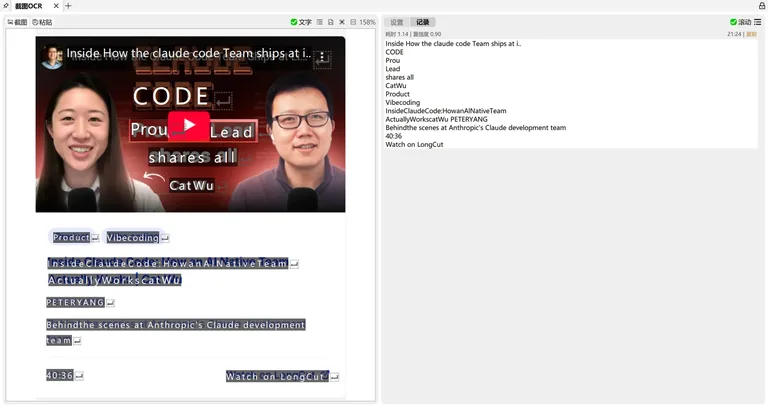 截图OCR
截图 粘贴
文字
158%
Inside How the claude code Team ships at i..
CODE
Prou
Lead
shares all
CatWu
Product
Vibecoding
InsideClaudeCode:HowanAINativeTeam
ActuallyWorkscatWu
PETERYANG
Behindthe scenes at Anthropic's Claude development
team
40:36
Watch on LongCut
设置 记录
滚动
耗时 1.14 | 置信度 0.90
21:24 | 复制
Inside How the claude code Team ships at i..
CODE
Prou
Lead
shares all
CatWu
Product
Vibecoding
InsideClaudeCode:HowanAINativeTeam
ActuallyWorkscatWu PETERYANG
Behindthe scenes at Anthropic's Claude development team
40:36
Watch on LongCut